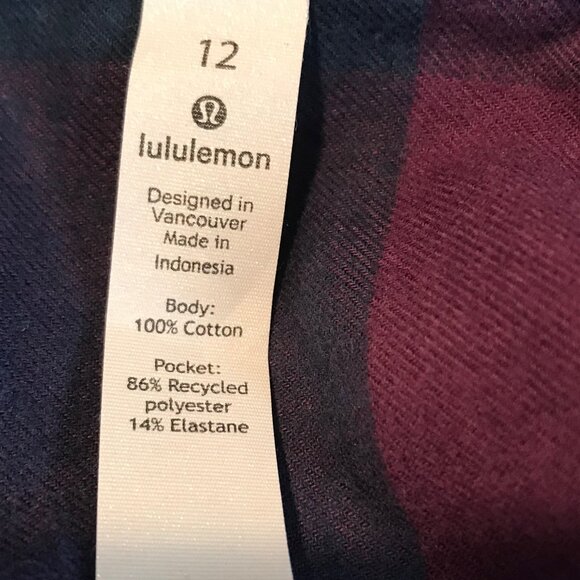 12
lululemon
Designed in
Vancouver
Made in
Indonesia
Body:
100% Cotton
Pocket:
86% Recycled
polyester
14% Elastane